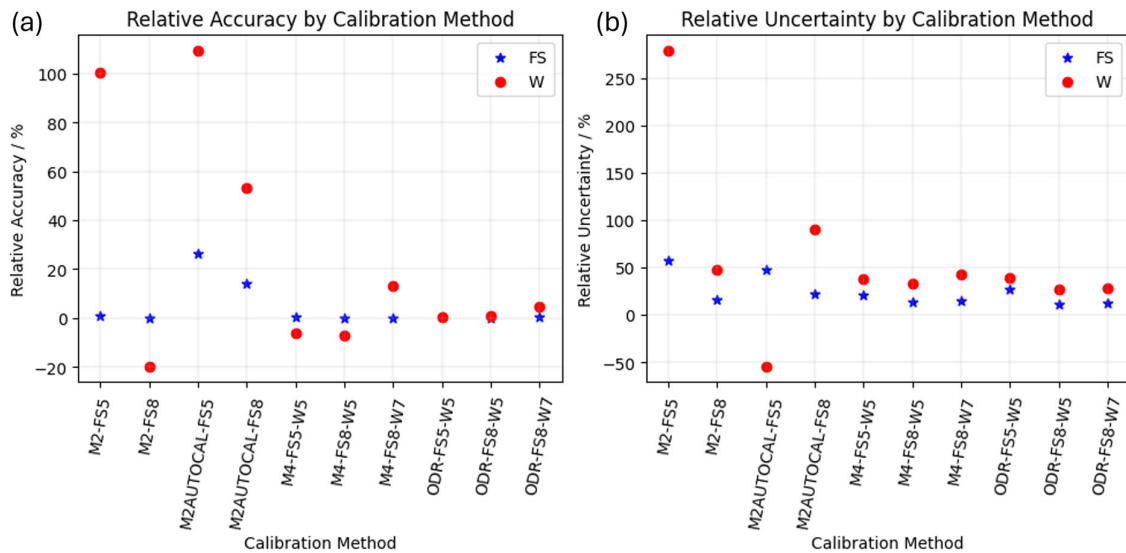 (a)
Relative Accuracy by Calibration Method
FS
W
Relative Accuracy / %
100
80
60
40
20
0
−20
M2-FS5
M2-FS8
M2AUTOCAL-FS5
M2AUTOCAL-FS8
M4-FS5-W5
M4-FS8-W5
M4-FS8-W7
ODR-FS5-W5
ODR-FS8-W5
ODR-FS8-W7
Calibration Method
(b)
Relative Uncertainty by Calibration Method
FS
W
Relative Uncertainty / %
250
200
150
100
50
0
−50
M2-FS5
M2-FS8
M2AUTOCAL-FS5
M2AUTOCAL-FS8
M4-FS5-W5
M4-FS8-W5
M4-FS8-W7
ODR-FS5-W5
ODR-FS8-W5
ODR-FS8-W7
Calibration Method